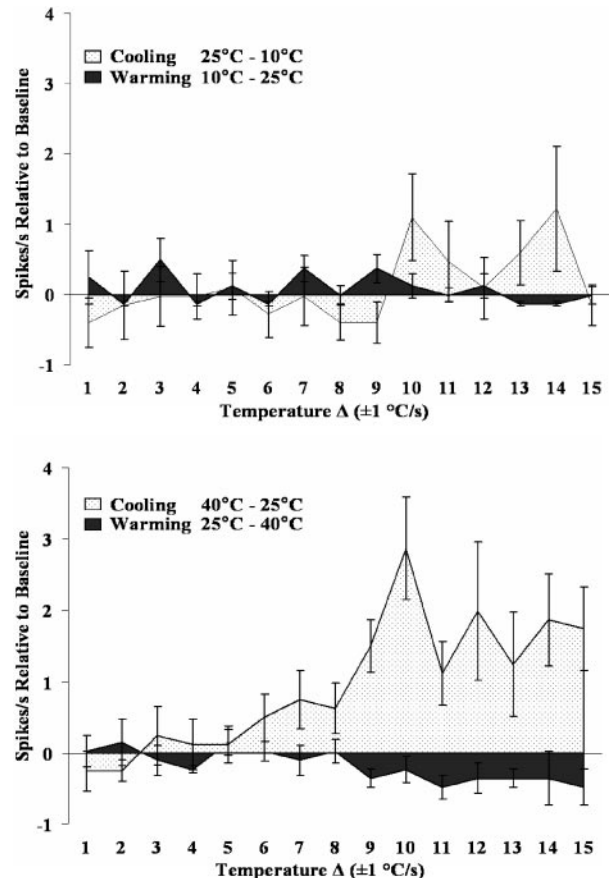 4
Cooling 25°C - 10°C
Warming 10°C - 25°C
3
2
1
0
-1
Spikes/s Relative to Baseline
1 2 3 4 5 6 7 8 9 10 11 12 13 14 15
Temperature Δ (±1 °C/s)
4
Cooling 40°C - 25°C
Warming 25°C - 40°C
3
2
1
0
-1
Spikes/s Relative to Baseline
1 2 3 4 5 6 7 8 9 10 11 12 13 14 15
Temperature Δ (±1 °C/s)